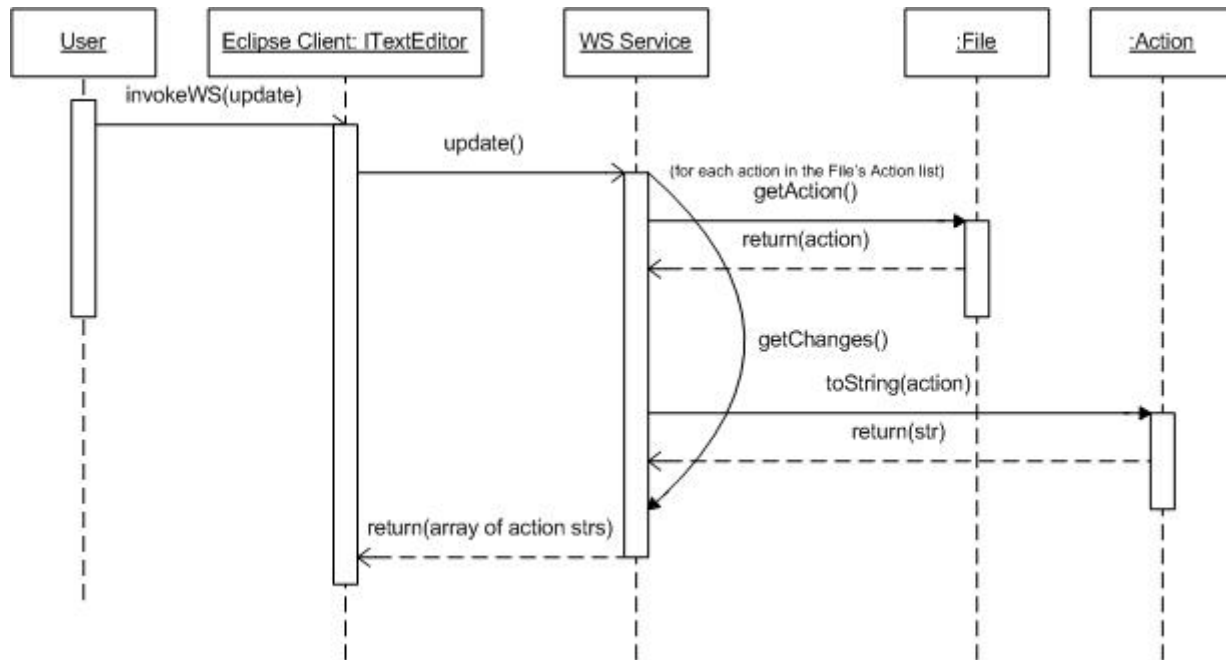 User
Eclipse Client: ITextEditor
WS Service
:File
:Action
invokeWS(update)
update()
(for each action in the File's Action list)
getAction()
return(action)
getChanges()
toString(action)
return(str)
return(array of action strs)